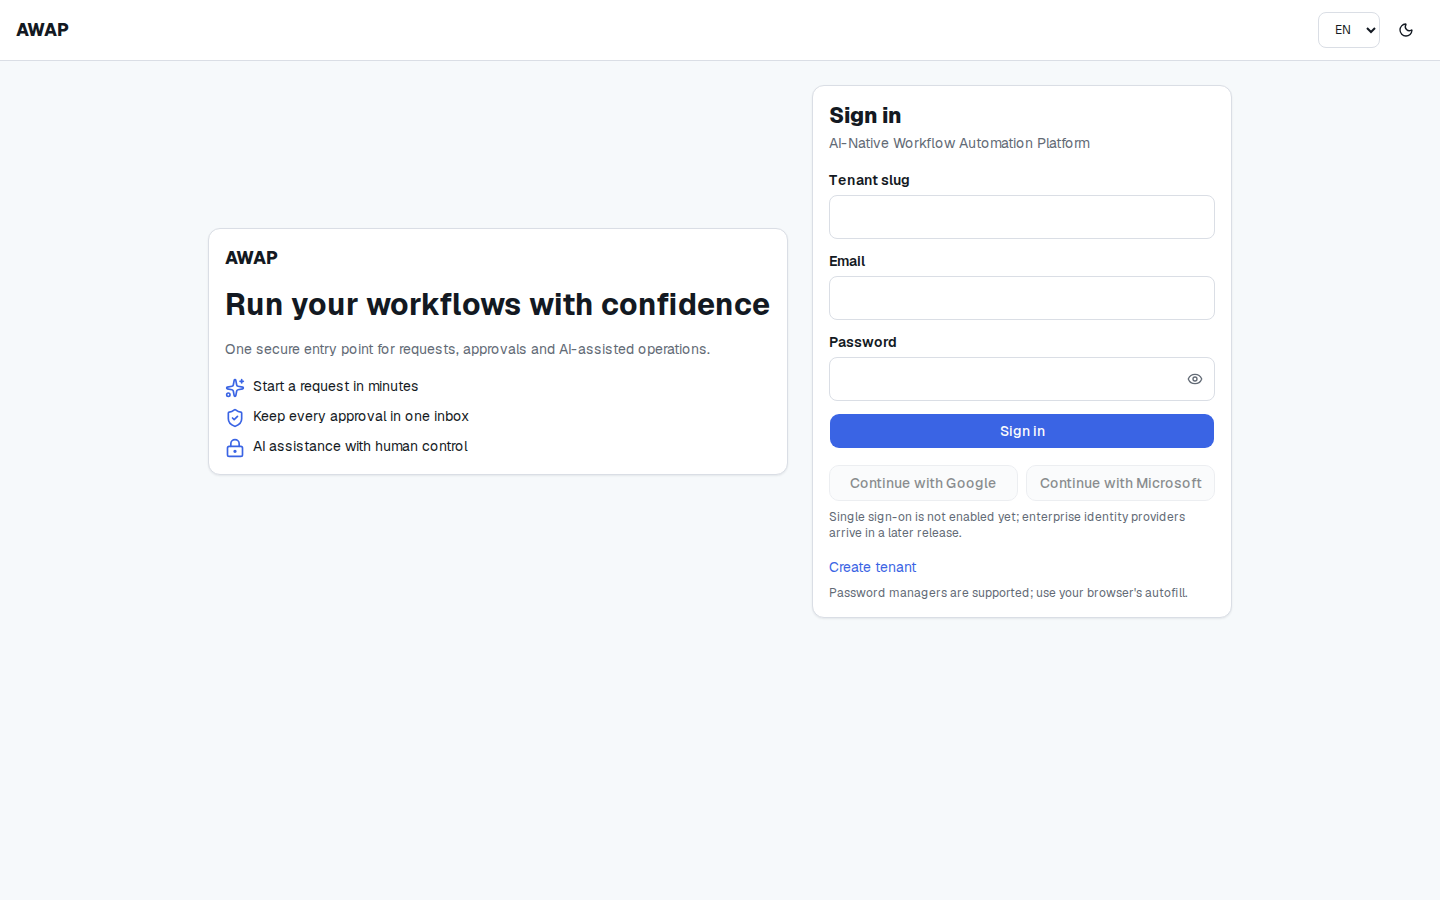 AWAP
EN
AWAP
Run your workflows with confidence
One secure entry point for requests, approvals and AI-assisted operations.
Start a request in minutes
Keep every approval in one inbox
AI assistance with human control
Sign in
AI-Native Workflow Automation Platform
Tenant slug
Email
Password
Sign in
Continue with Google
Continue with Microsoft
Single sign-on is not enabled yet; enterprise identity providers
arrive in a later release.
Create tenant
Password managers are supported; use your browser's autofill.